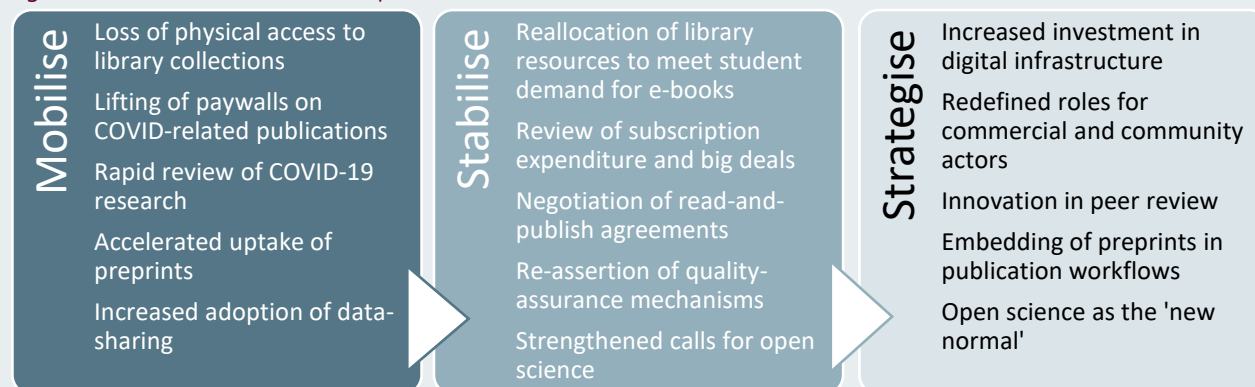 Mobilise
Loss of physical access to
library collections
Lifting of paywalls on
COVID-related publications
Rapid review of COVID-19
research
Accelerated uptake of
preprints
Increased adoption of data-
sharing
Stabilise
Reallocation of library
resources to meet student
demand for e-books
Review of subscription
expenditure and big deals
Negotiation of read-and-
publish agreements
Re-assertion of quality-
assurance mechanisms
Strengthened calls for open
science
Strategise
Increased investment in
digital infrastructure
Redefined roles for
commercial and community
actors
Innovation in peer review
Embedding of preprints in
publication workflows
Open science as the 'new
normal'